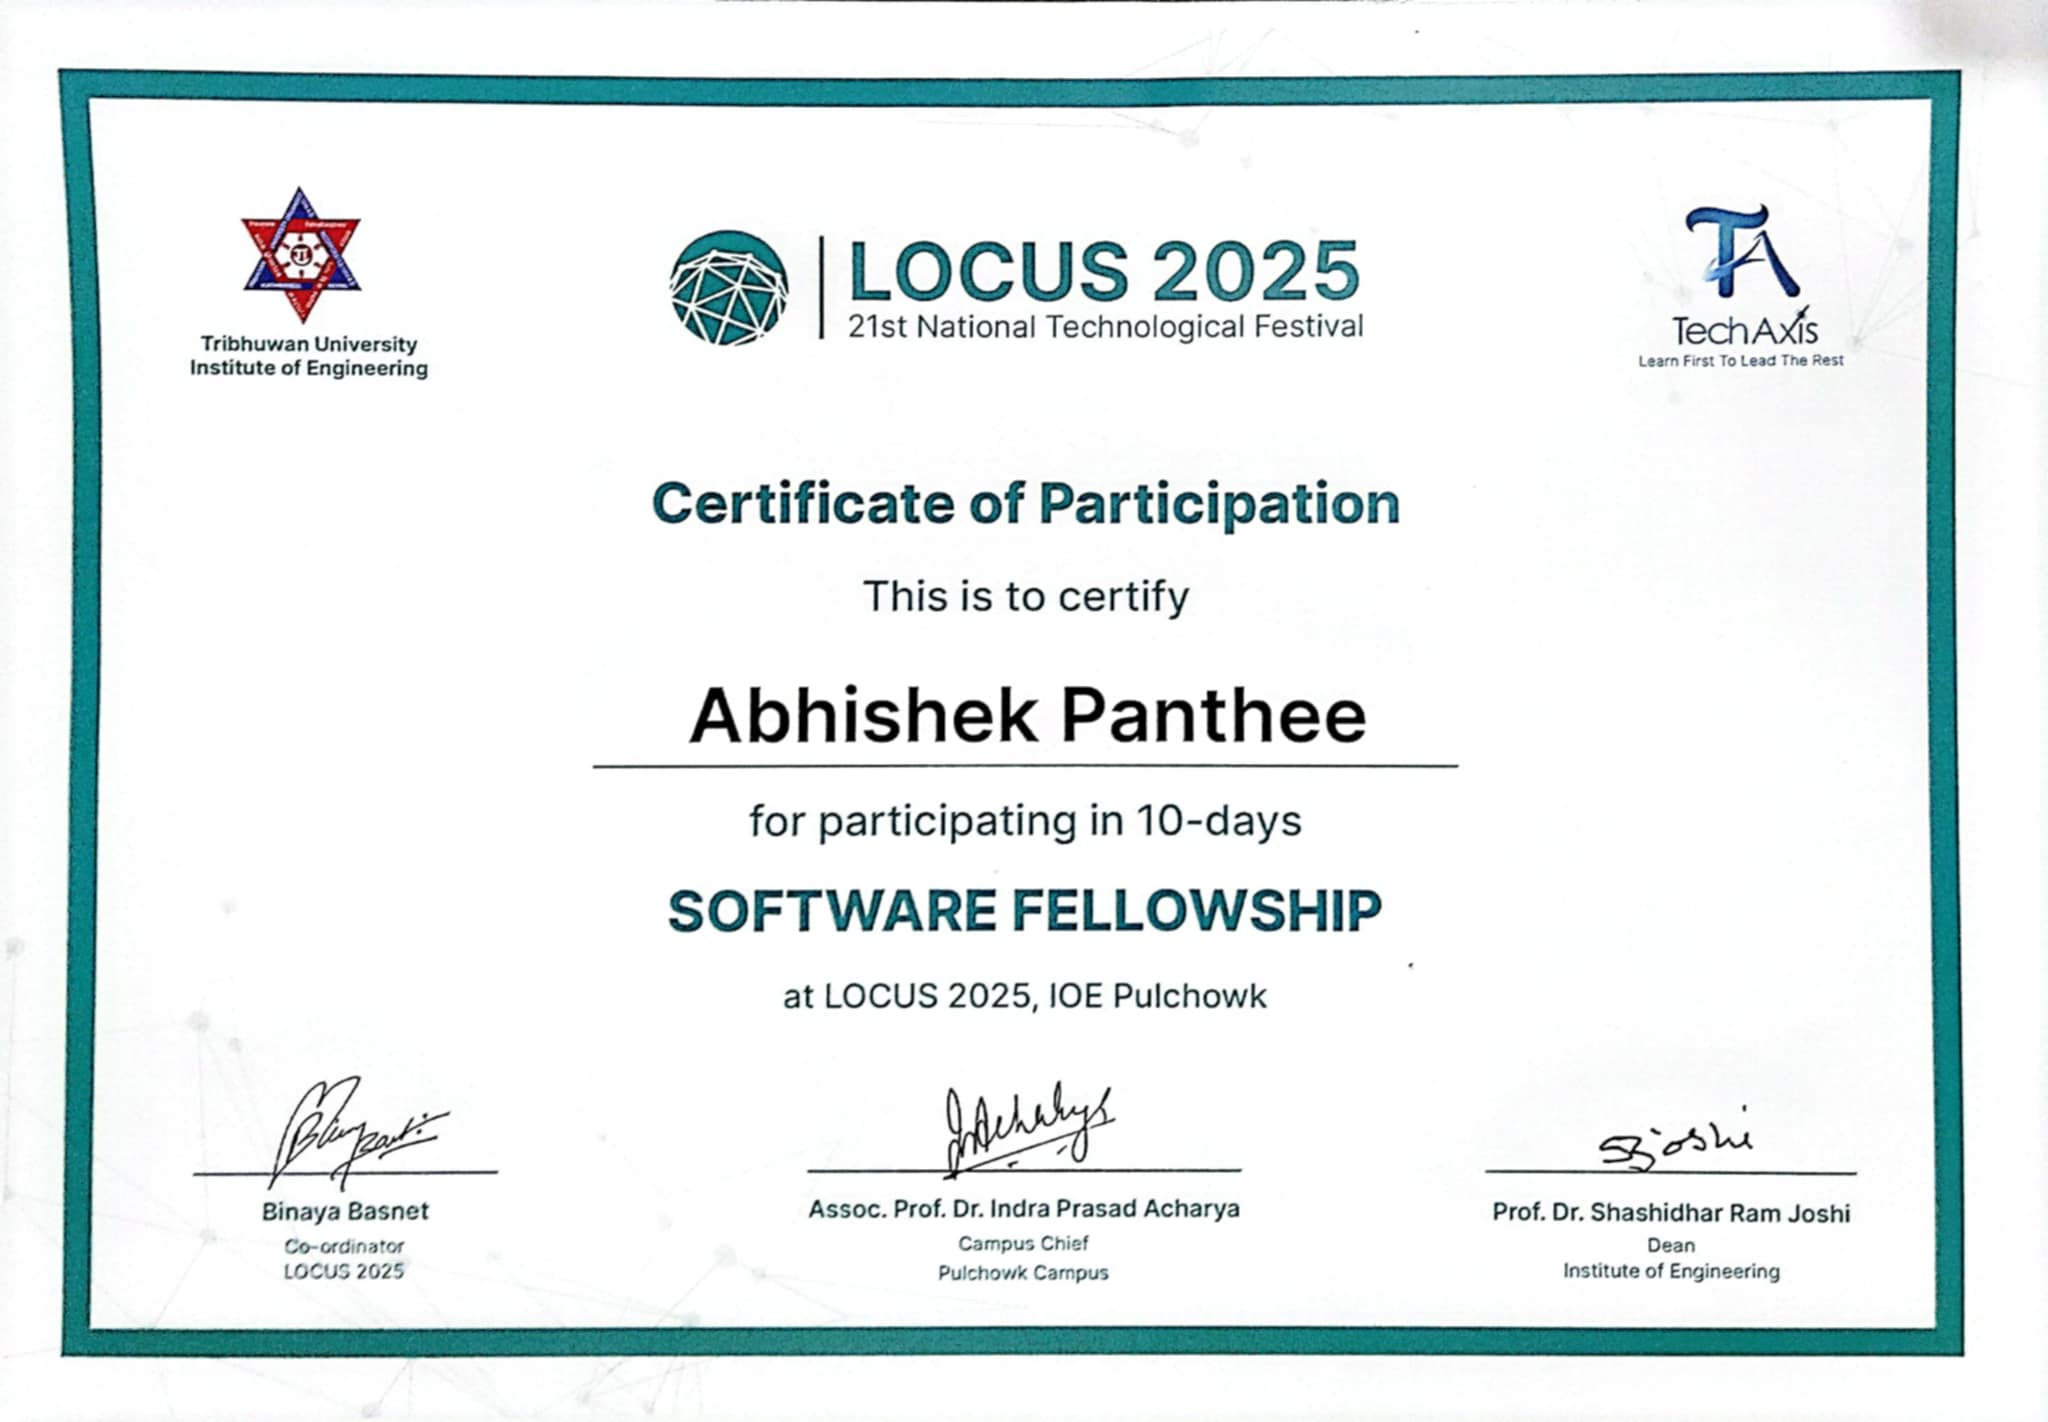 Tribhuwan University
Institute of Engineering
LOCUS 2025
21st National Technological Festival
TA
TechAxis
Learn First To Lead The Rest
Certificate of Participation
This is to certify
Abhishek Panthee
for participating in 10-days
SOFTWARE FELLOWSHIP
at LOCUS 2025, IOE Pulchowk
Binaya Basnet
Co-ordinator
LOCUS 2025
Assoc. Prof. Dr. Indra Prasad Acharya
Campus Chief
Pulchowk Campus
SRJoshi
Prof. Dr. Shashidhar Ram Joshi
Dean
Institute of Engineering